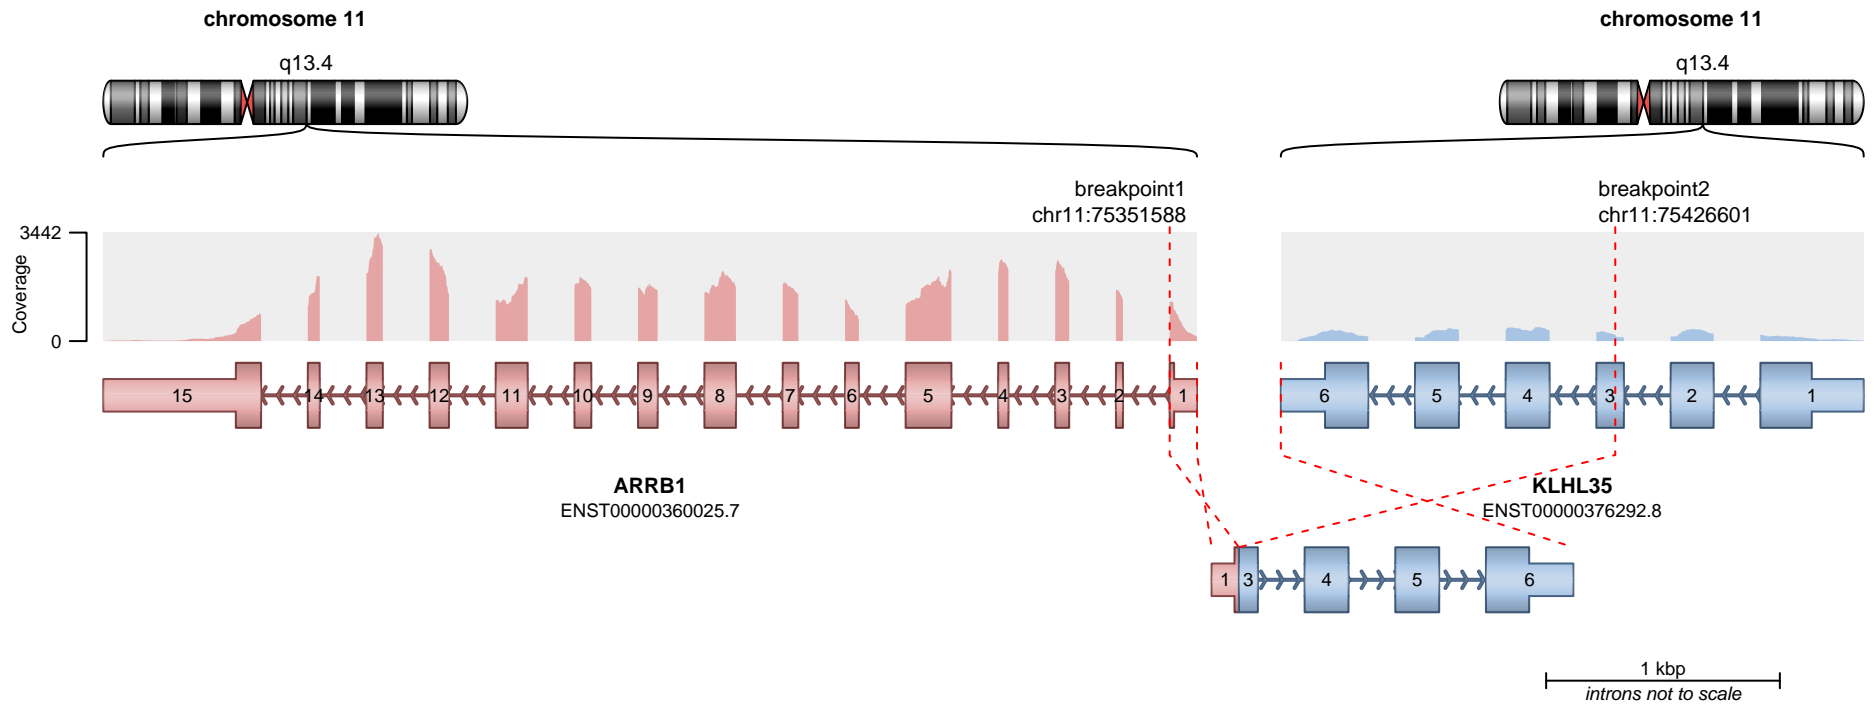 chromosome 11
chromosome 11
q13.4
q13.4
breakpoint1
chr11:75351588
breakpoint2
chr11:75426601
3442
Coverage
0
15 14 13 12 11 10 9 8 7 6 5 4 3 2 1
6 5 4 3 2 1
ARRB1
ENST00000360025.7
KLHL35
ENST00000376292.8
1 3 4 5 6
1 kbp
introns not to scale